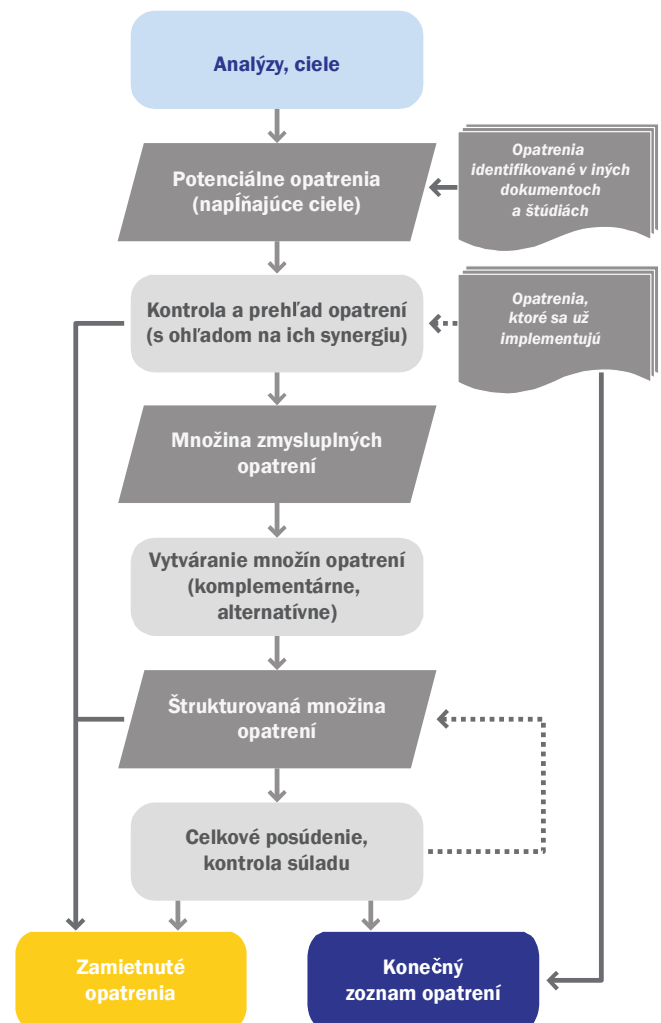 Analýzy, ciele
Potenciálne opatrenia
(napĺňajúce ciele)
Opatrenia
identifikované v iných
dokumentoch
a štúdiách
Kontrola a prehľad opatrení
(s ohľadom na ich synergiu)
Opatrenia,
ktoré sa už
implementujú
Množina zmysluplných
opatrení
Vytváranie množín opatrení
(komplementárne,
alternatívne)
Štrukturovaná množina
opatrení
Celkové posúdenie,
kontrola súladu
Zamietnuté
opatrenia
Konečný
zoznam opatrení